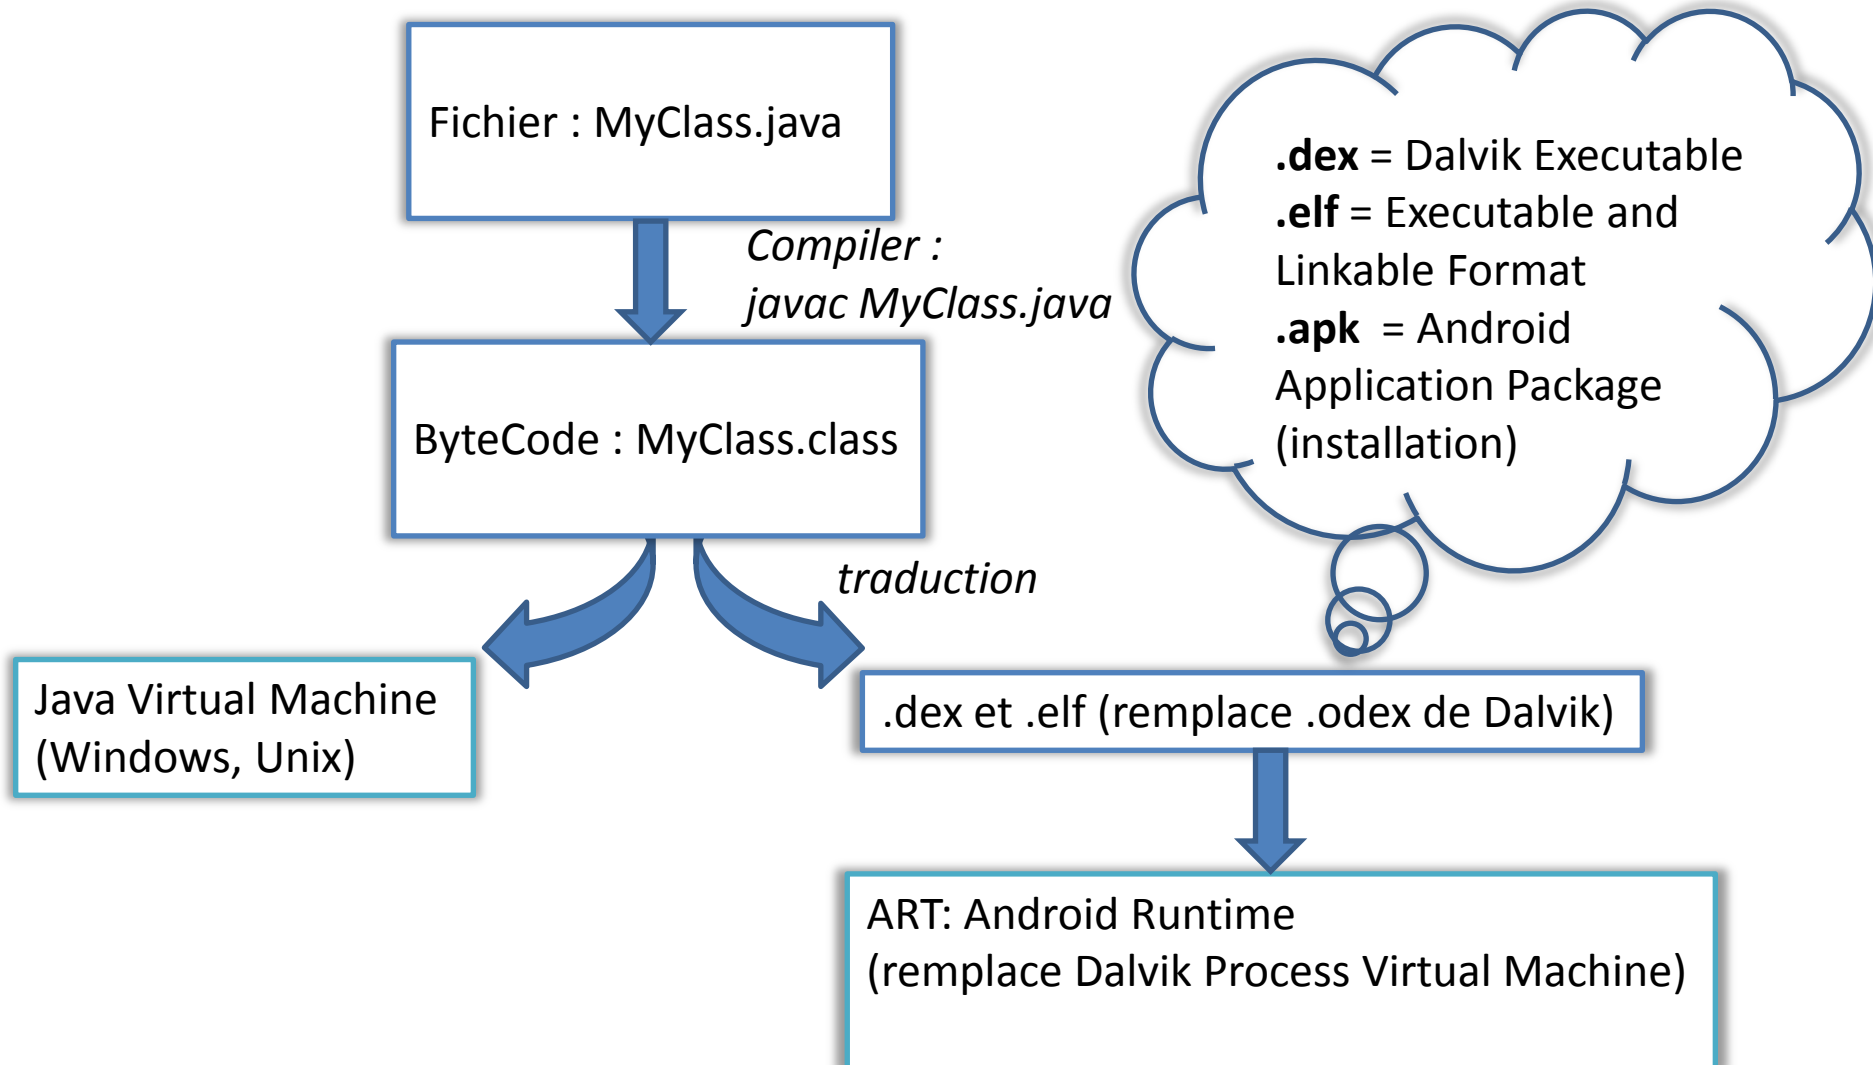 Fichier : MyClass.java
Compiler :
javac MyClass.java
ByteCode : MyClass.class
traduction
Java Virtual Machine
(Windows, Unix)
.dex = Dalvik Executable
.elf = Executable and
Linkable Format
.apk  = Android
Application Package
(installation)
.dex et .elf (remplace .odex de Dalvik)
ART: Android Runtime
(remplace Dalvik Process Virtual Machine)